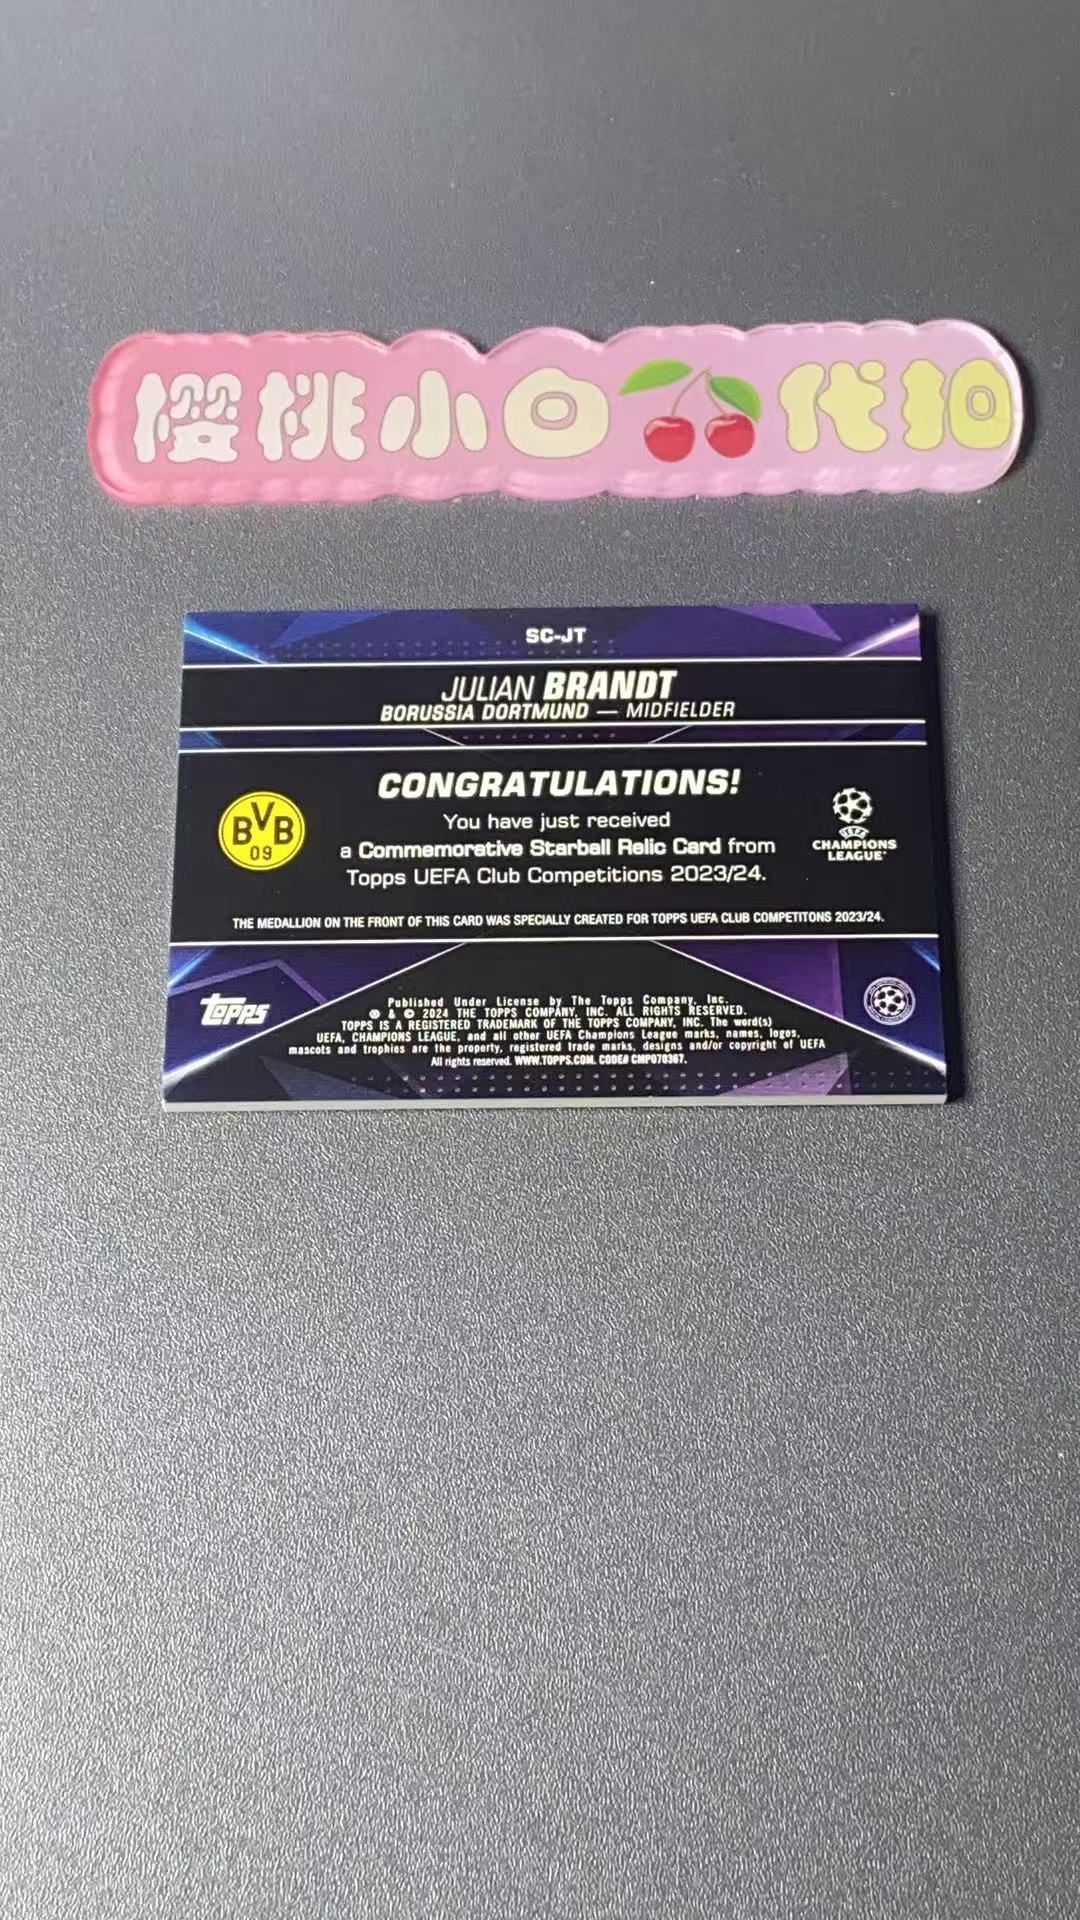 樱桃小口代扣
SC-JT
JULIAN BRANDT
BORUSSIA DORTMUND — MIDFIELDER
CONGRATULATIONS!
You have just received
a Commemorative Starball Relic Card from
Topps UEFA Club Competitions 2023/24.
BVB
09
UEFA
CHAMPIONS
LEAGUE
THE MEDALLION ON THE FRONT OF THIS CARD WAS SPECIALLY CREATED FOR TOPPS UEFA CLUB COMPETITONS 2023/24.
topps
Published Under License by The Topps Company, Inc.
® & © 2024 THE TOPPS COMPANY, INC. ALL RIGHTS RESERVED.
TOPPS IS A REGISTERED TRADEMARK OF THE TOPPS COMPANY, INC. The word(s)
UEFA, CHAMPIONS LEAGUE, and all other UEFA Champions League marks, names, logos,
mascots and trophies are the property, registered trade marks, designs and/or copyright of UEFA
All rights reserved. WWW.TOPPS.COM. CODE# CMP070367.